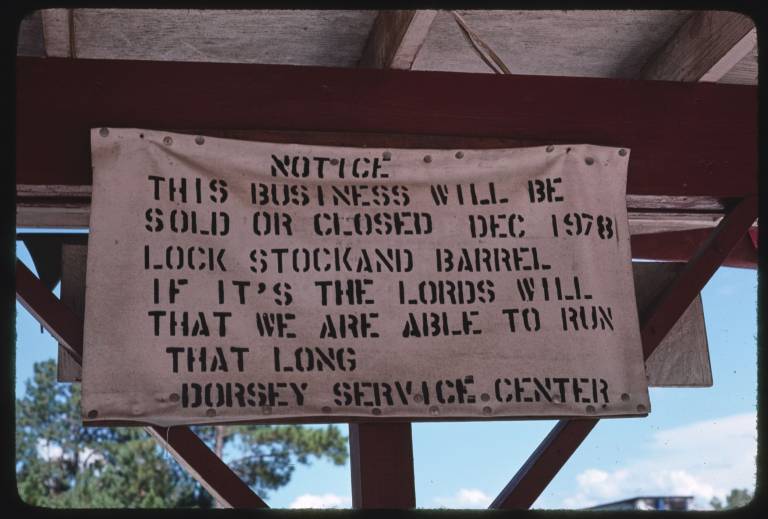 NOTICE
THIS BUSINESS WILL BE
SOLD OR CLOSED DEC 1978
LOCK STOCKAND BARREL
IF IT'S THE LORDS WILL
THAT WE ARE ABLE TO RUN
THAT LONG
DORSEY SERVICE CENTER